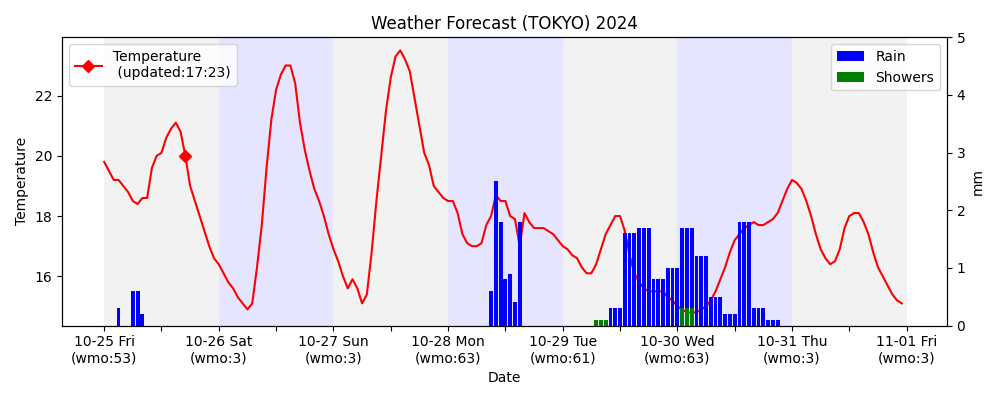 Weather Forecast (TOKYO) 2024
Temperature
(updated:17:23)
Rain
Showers
Temperature
22
20
18
16
5
4
3
2
1
0
mm
10-25 Fri
(wmo:53)
10-26 Sat
(wmo:3)
10-27 Sun
(wmo:3)
10-28 Mon
(wmo:63)
10-29 Tue
(wmo:61)
10-30 Wed
(wmo:63)
10-31 Thu
(wmo:3)
11-01 Fri
(wmo:3)
Date